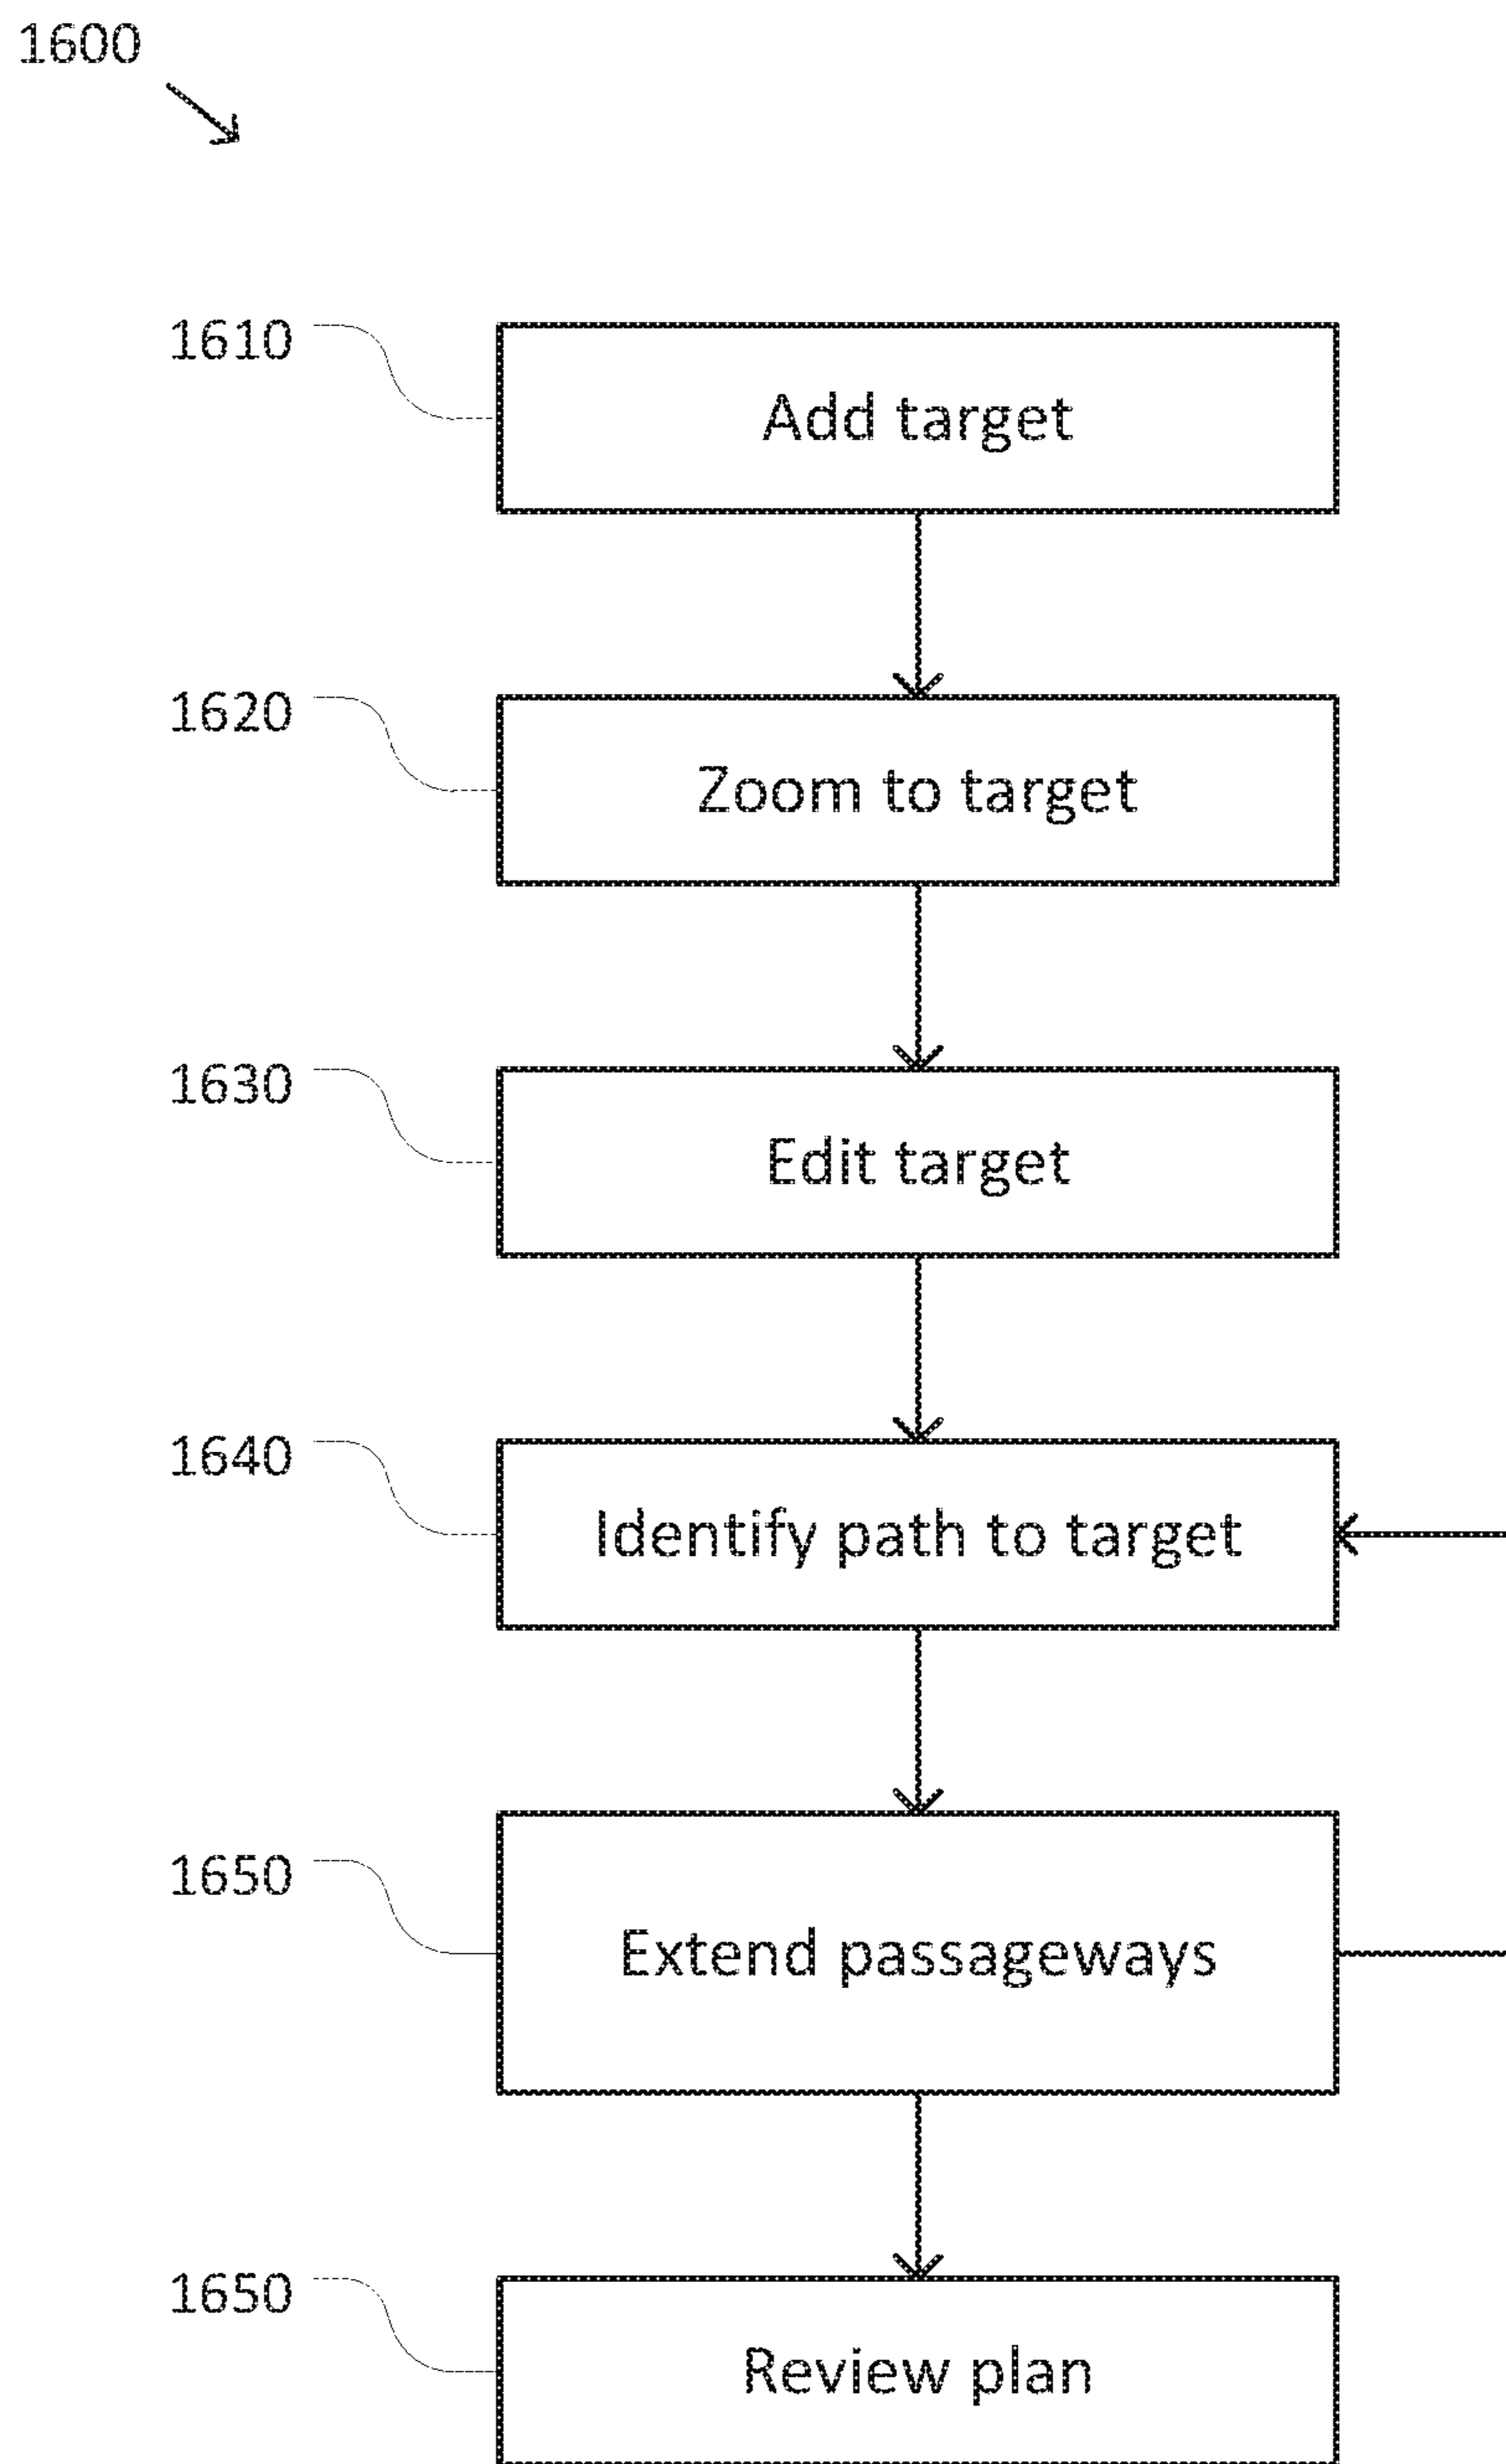 1600
1610
Add target
1620
Zoom to target
1630
Edit target
1640
Identify path to target
1650
Extend passageways
1650
Review plan